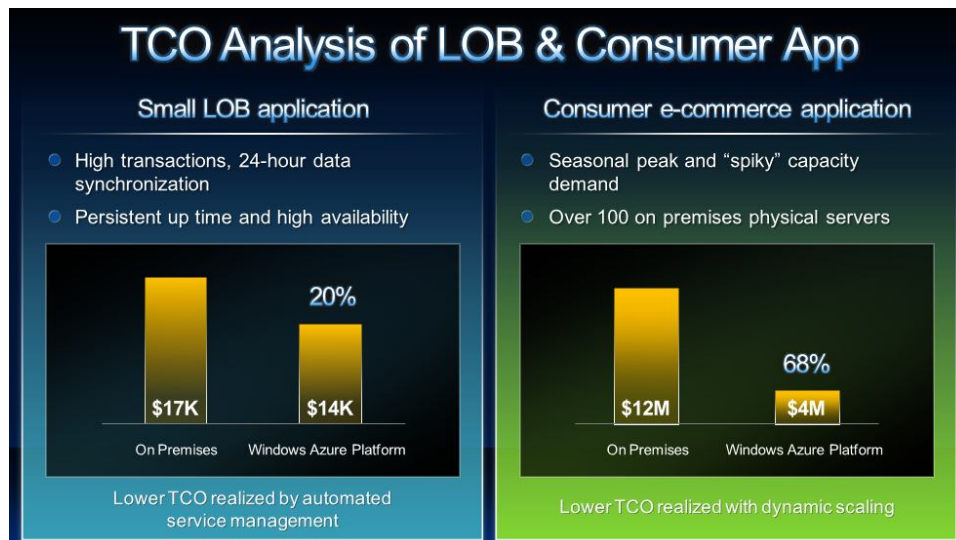 TCO Analysis of LOB & Consumer App
Small LOB application
High transactions, 24-hour data
synchronization
Persistent up time and high availability
20%
$17K
$14K
On Premises
Windows Azure Platform
Lower TCO realized by automated
service management
Consumer e-commerce application
Seasonal peak and “spiky” capacity
demand
Over 100 on premises physical servers
68%
$12M
$4M
On Premises
Windows Azure Platform
Lower TCO realized with dynamic scaling